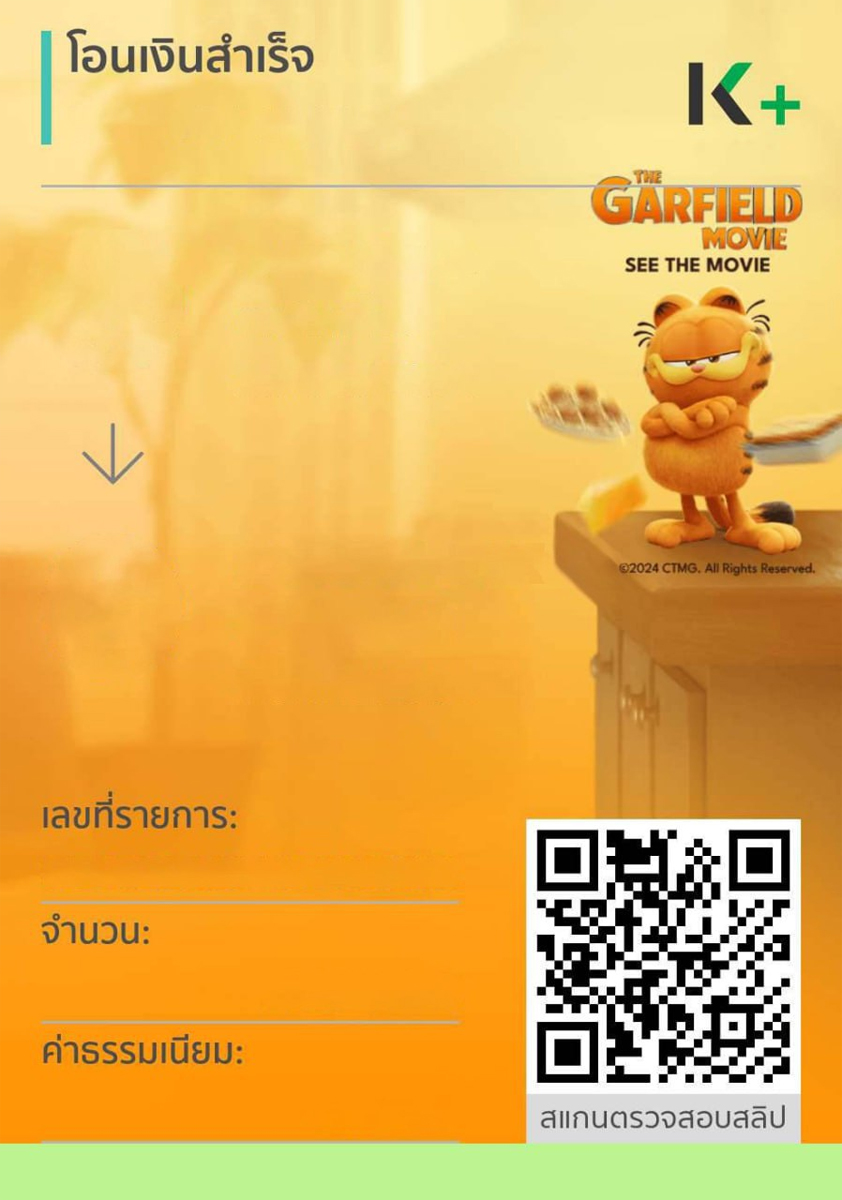 โอนเงินสำเร็จ
K+
THE
GARFIELD
MOVIE
SEE THE MOVIE
©2024 CTMG. All Rights Reserved.
เลขที่รายการ:
จำนวน:
ค่าธรรมเนียม:
สแกนตรวจสอบสลิป